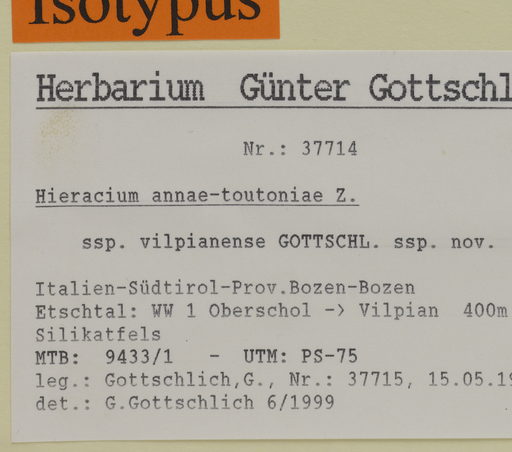 Isotypus
Herbarium Günter Gottschl
Nr.: 37714
Hieracium annae-toutoniae Z.
ssp. vilpianense GOTTSCHL. ssp. nov.
Italien-Südtirol-Prov.Bozen-Bozen
Etschtal: WW 1 Oberschol -> Vilpian 400m
Silikatfels
MTB: 9433/1 - UTM: PS-75
leg.: Gottschlich,G., Nr.: 37715, 15.05.19
det.: G.Gottschlich 6/1999